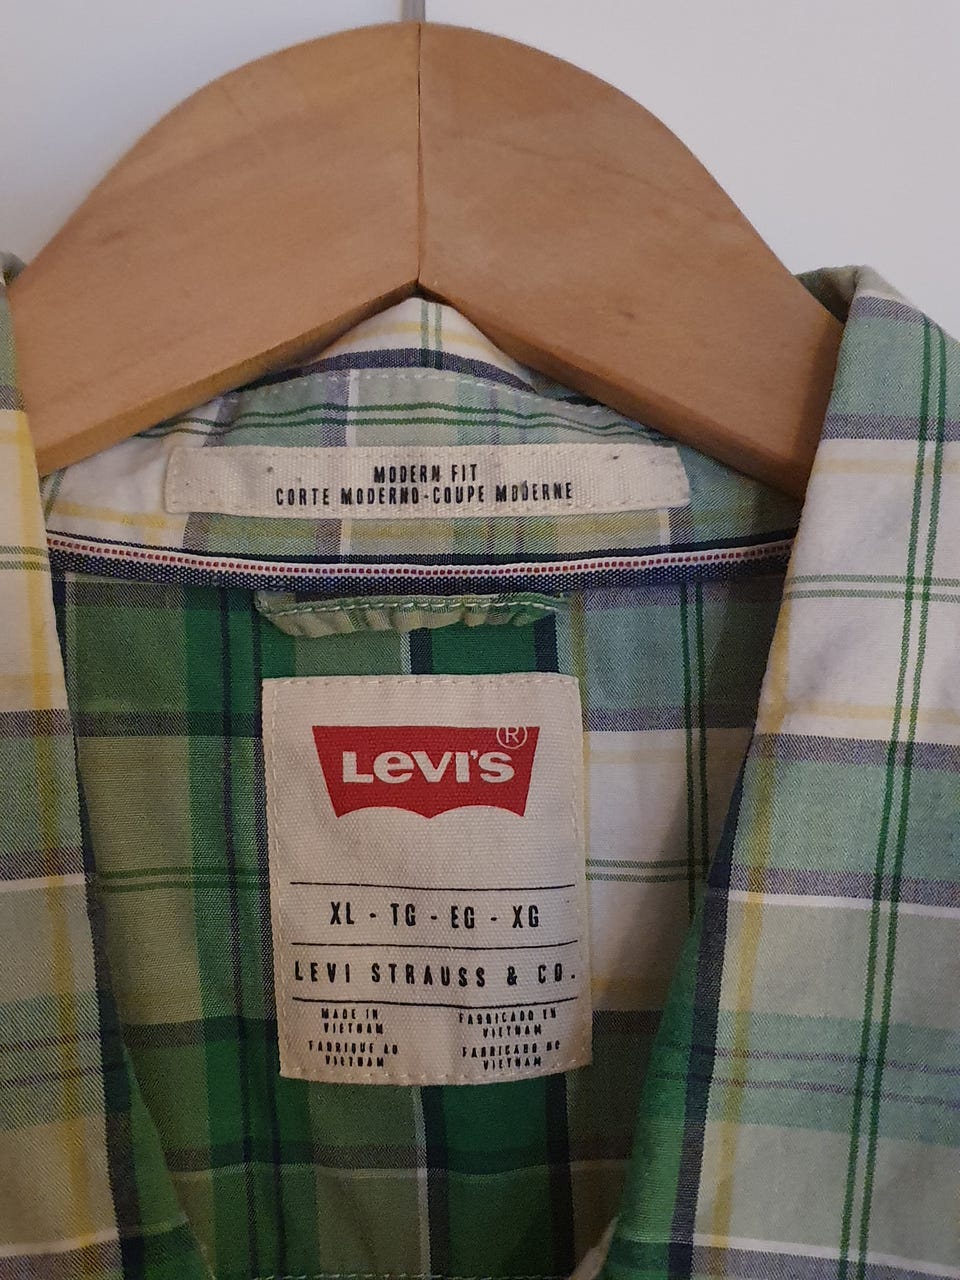 MODERN FIT
CORTE MODERNO-COUPE MODERNE
LEVI'S ®
XL - TG - EG - XG
LEVI STRAUSS & CO.
MADE IN
VIETNAM
FABRIQUE AU
VIETNAM
FABRICADO EN
VIETNAM
FABRICADO NO
VIETNAM